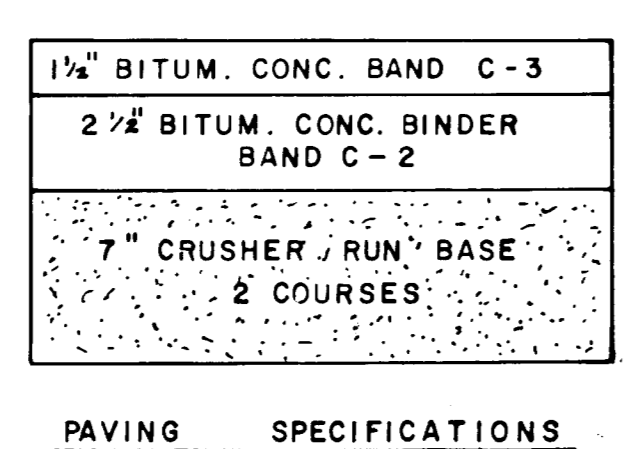 1½" BITUM. CONC. BAND C-3
2½" BITUM. CONC. BINDER
BAND C-2
7" CRUSHER RUN BASE
2 COURSES
PAVING SPECIFICATIONS